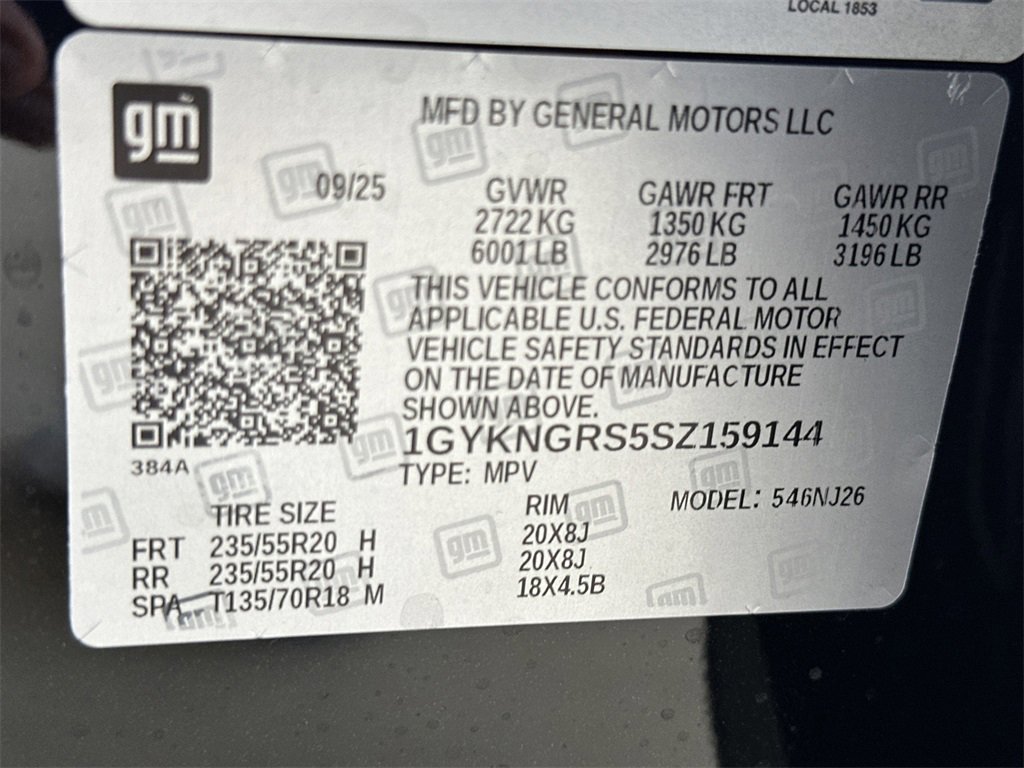 LOCAL 1853
gm
MFD BY GENERAL MOTORS LLC
09/25
GVWR GAWR FRT GAWR RR
2722 KG 1350 KG 1450 KG
6001 LB 2976 LB 3196 LB
THIS VEHICLE CONFORMS TO ALL
APPLICABLE U.S. FEDERAL MOTOR
VEHICLE SAFETY STANDARDS IN EFFECT
ON THE DATE OF MANUFACTURE
SHOWN ABOVE.
1GYKNGRS5SZ159144
384A
TYPE: MPV
MODEL: 546NJ26
TIRE SIZE RIM
FRT 235/55R20 H 20X8J
RR 235/55R20 H 20X8J
SPA T135/70R18 M 18X4.5B